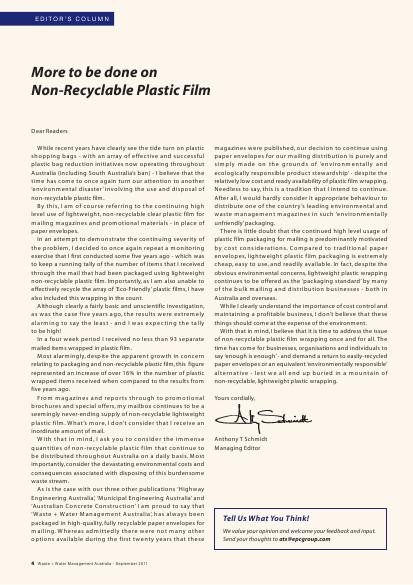 EDITOR'S COLUMN
More to be done on
Non-Recyclable Plastic Film
Dear Readers
While recent years have clearly see the tide turn on plastic
shopping bags - with an array of effective and successful
plastic bag reduction initiatives now operating throughout
Australia (including South Australia's ban) - I believe that the
time has come to once again turn our attention to another
'environmental disaster' involving the use and disposal of
non-recyclable plastic film.
By this, I am of course referring to the continuing high
level use of lightweight, non-recyclable clear plastic film for
mailing magazines and promotional materials - in place of
paper envelopes.
In an attempt to demonstrate the continuing severity of
the problem, I decided to once again repeat a monitoring
exercise that I first conducted some five years ago - which was
to keep a running tally of the number of items that I received
through the mail that had been packaged using lightweight
non-recyclable plastic film. Importantly, as I am also unable to
effectively recycle the array of 'Eco-Friendly' plastic films, I have
also included this wrapping in the count.
Although clearly a fairly basic and unscientific investigation,
as was the case five years ago, the results were extremely
alarming to say the least - and I was expecting the tally
to be high!
In a four week period I received no less than 93 separate
mailed items wrapped in plastic film.
Most alarmingly, despite the apparent growth in concern
relating to packaging and non-recyclable plastic film, this figure
represented an increase of over 16% in the number of plastic
wrapped items received when compared to the results from
five years ago.
From magazines and reports through to promotional
brochures and special offers, my mailbox continues to be a
seemingly never-ending supply of non-recyclable lightweight
plastic film. What's more, I don't consider that I receive an
inordinate amount of mail.
With that in mind, I ask you to consider the immense
quantities of non-recyclable plastic film that continue to
be distributed throughout Australia on a daily basis. Most
importantly, consider the devastating environmental costs and
consequences associated with disposing of this burdensome
waste stream.
As is the case with our three other publications 'Highway
Engineering Australia', 'Municipal Engineering Australia' and
'Australian Concrete Construction' I am proud to say that
'Waste + Water Management Australia', has always been
packaged in high-quality, fully recyclable paper envelopes for
mailing. Whereas admittedly there were not many other
options available during the first twenty years that these
magazines were published, our decision to continue using
paper envelopes for our mailing distribution is purely and
simply made on the grounds of 'environmentally and
ecologically responsible product stewardship' - despite the
relatively low cost and ready availability of plastic film wrapping.
Needless to say, this is a tradition that I intend to continue.
After all, I would hardly consider it appropriate behaviour to
distribute one of the country's leading environmental and
waste management magazines in such 'environmentally
unfriendly' packaging.
There is little doubt that the continued high level usage of
plastic film packaging for mailing is predominantly motivated
by cost considerations. Compared to traditional paper
envelopes, lightweight plastic film packaging is extremely
cheap, easy to use, and readily available. In fact, despite the
obvious environmental concerns, lightweight plastic wrapping
continues to be offered as the 'packaging standard' by many
of the bulk mailing and distribution businesses - both in
Australia and overseas.
While I clearly understand the importance of cost control and
maintaining a profitable business, I don't believe that these
things should come at the expense of the environment.
With that in mind, I believe that it is time to address the issue
of non-recyclable plastic film wrapping once and for all. The
time has come for businesses, organisations and individuals to
say 'enough is enough' - and demand a return to easily-recycled
paper envelopes or an equivalent 'environmentally responsible'
alternative - lest we all end up buried in a mountain of
non-recyclable, lightweight plastic wrapping.
Yours cordially,
Anthony T Schmidt
Managing Editor
Tell Us What You Think!
We value your opinion and welcome your feedback and input.
Send your thoughts to ats@epcgroup.com
4 Waste + Water Management Australia - September 2011